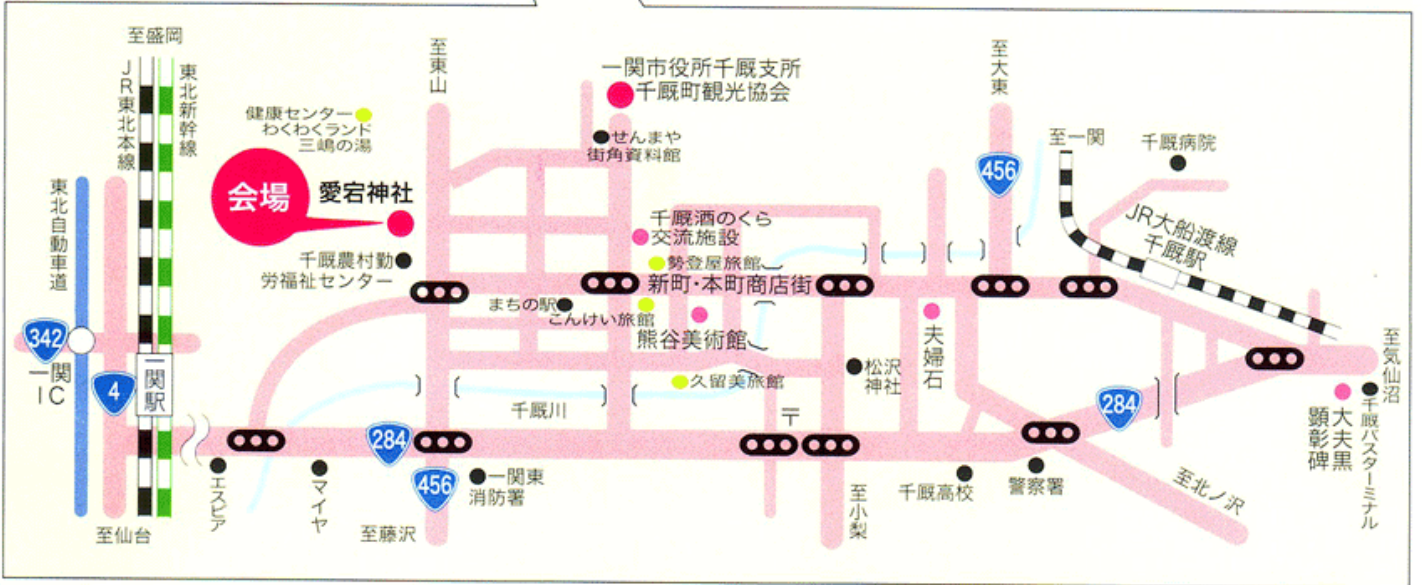 至盛岡
JR東北本線
東北新幹線
東北自動車道
342
一関
IC
4
一関駅
至仙台
健康センター
わくわくランド
三嶋の湯
会場
愛宕神社
千厩農村勤
労福祉センター
至東山
一関市役所千厩支所
千厩町観光協会
せんまや
街角資料館
千厩酒のくら
交流施設
勢登屋旅館
新町・本町商店街
まちの駅
こんけい旅館
熊谷美術館
久留美旅館
千厩川
284
456
エスピア
マイヤ
至藤沢
一関東
消防署
〒
松沢
神社
至小梨
至大東
456
至一関
千厩病院
JR大船渡線
千厩駅
夫婦石
284
千厩高校
警察署
至北ノ沢
至気仙沼
大夫黒
顕彰碑
千厩バスターミナル